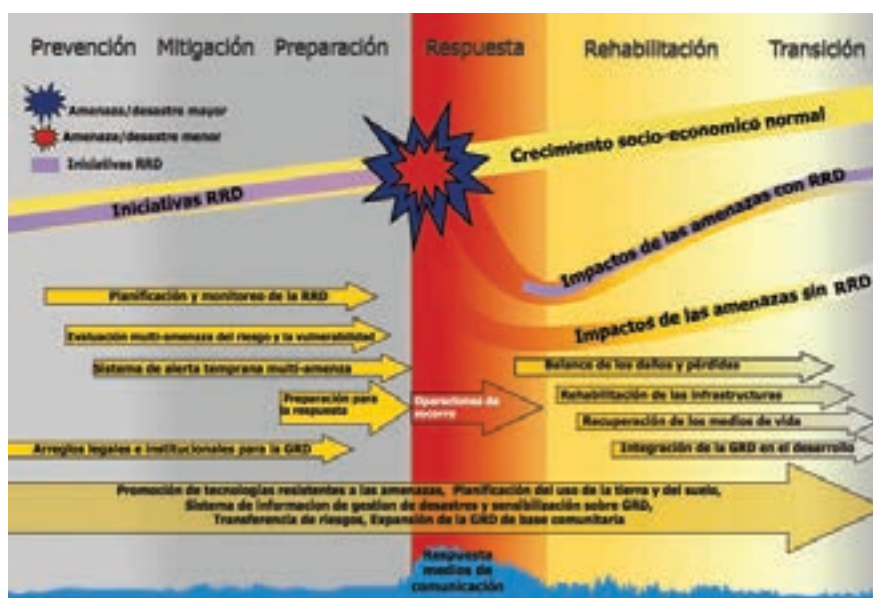 Prevención Mitigación Preparación Respuesta Rehabilitación Transición
Amenaza/desastre mayor
Amenaza/desastre menor
Iniciativas RRD
Crecimiento socio-economico normal
Iniciativas RRD
Impactos de las amenazas con RRD
Impactos de las amenazas sin RRD
Planificación y monitoreo de la RRD
Evaluación multi-amenaza del riesgo y la vulnerabilidad
Sistema de alerta temprana multi-amenza
Balance de los daños y pérdidas
Preparación para
la respuesta
Operaciones de
socorro
Rehabilitación de las infrastructuras
Recuperación de los medios de vida
Arreglos legales e institucionales para la GRD
Integración de la GRD en el desarrollo
Promoción de tecnologías resistentes a las amenazas, Planificación del uso de la tierra y del suelo,
Sistema de informacion de gestion de desastres y sensibilización sobre GRD,
Transferencia de riesgos, Expansión de la GRD de base comunitaria
Respuesta
medios de
comunicación